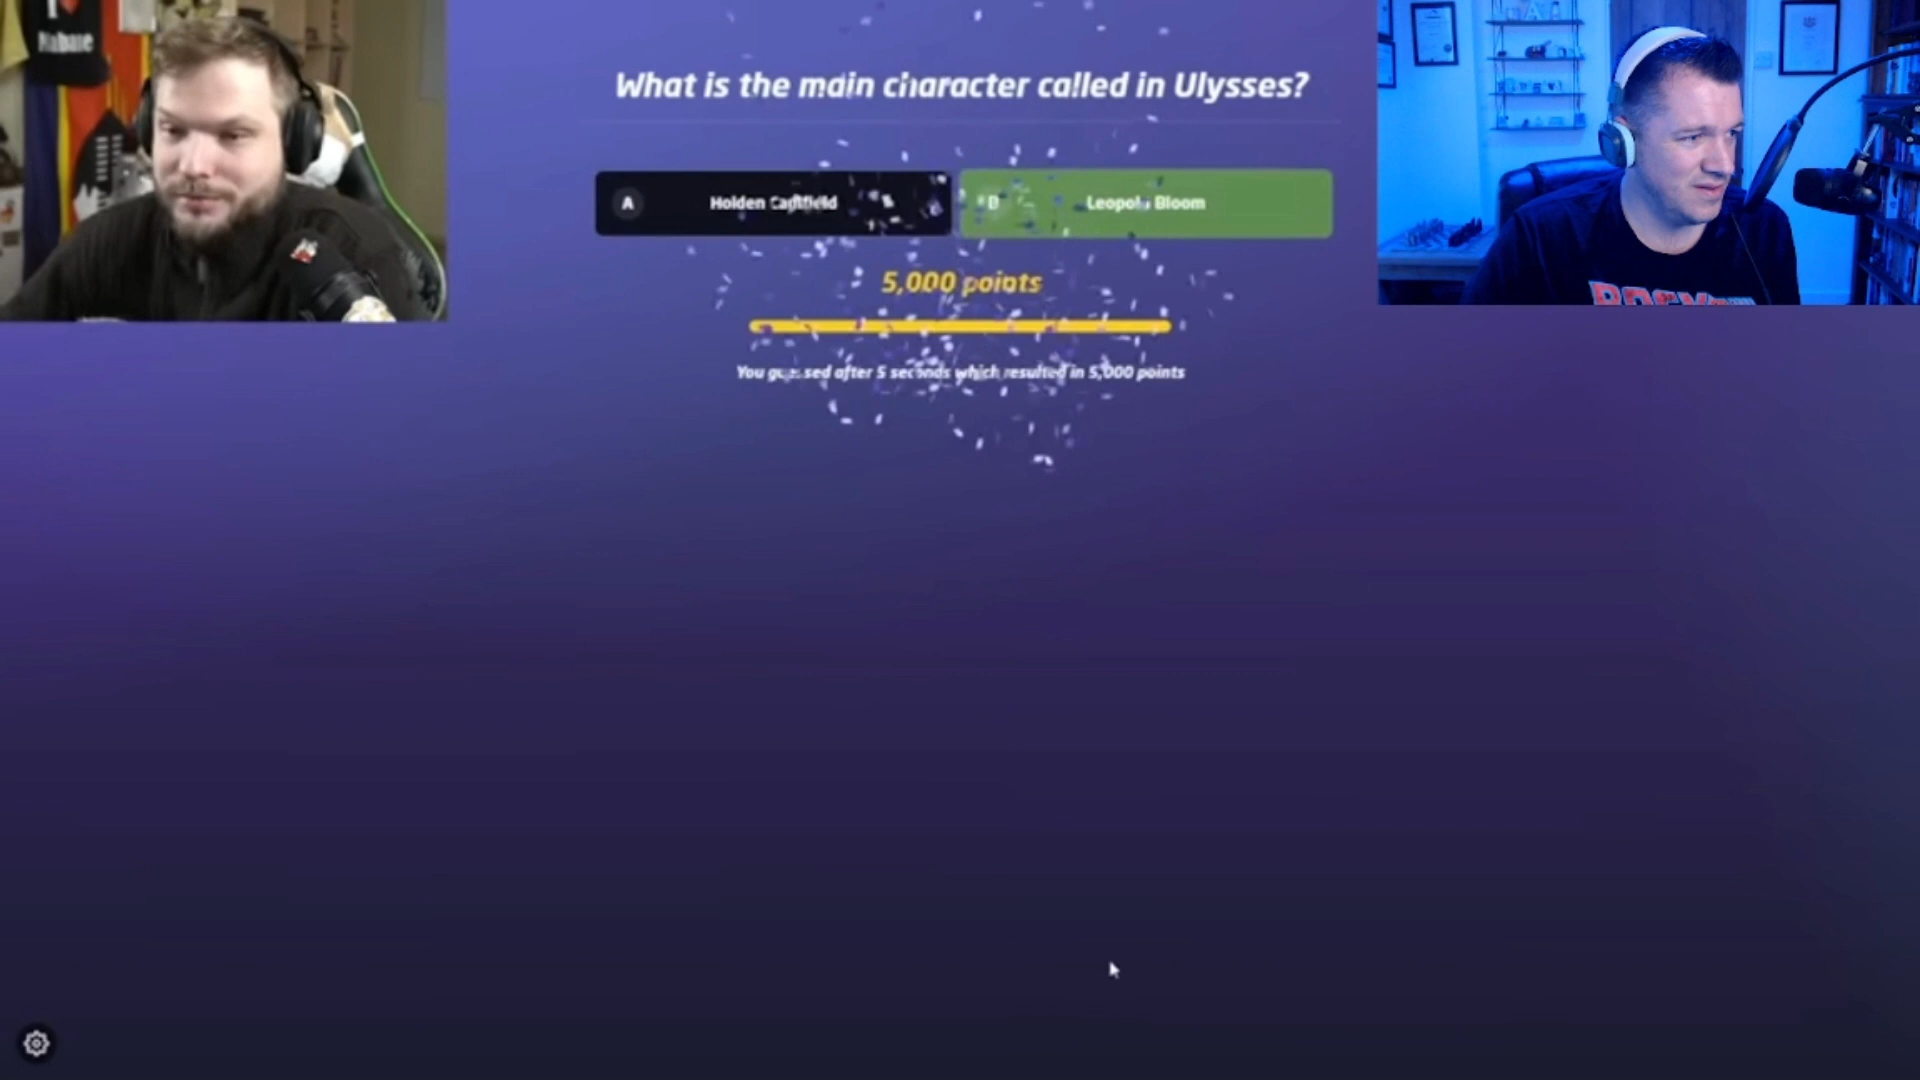 What is the main character called in Ulysses?
A Holden Caulfield
D Leopold Bloom
5,000 points
You guessed after 5 seconds which resulted in 5,000 points